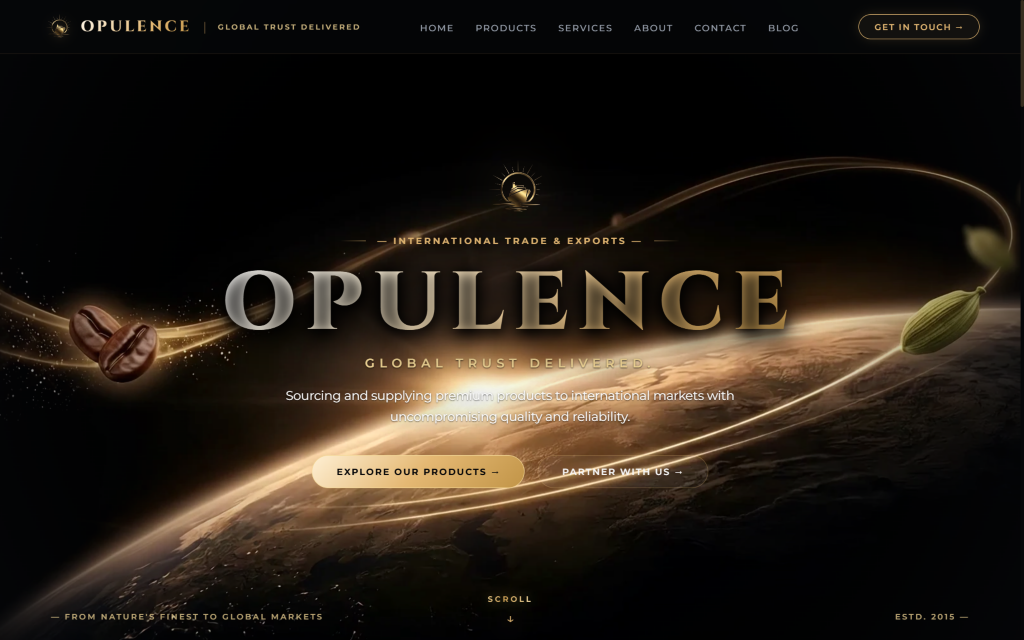 OPULENCE | GLOBAL TRUST DELIVERED
HOME PRODUCTS SERVICES ABOUT CONTACT BLOG
GET IN TOUCH →
— INTERNATIONAL TRADE & EXPORTS —
OPULENCE
GLOBAL TRUST DELIVERED.
Sourcing and supplying premium products to international markets with
uncompromising quality and reliability.
EXPLORE OUR PRODUCTS →
PARTNER WITH US →
SCROLL
↓
— FROM NATURE'S FINEST TO GLOBAL MARKETS
ESTD. 2015 —